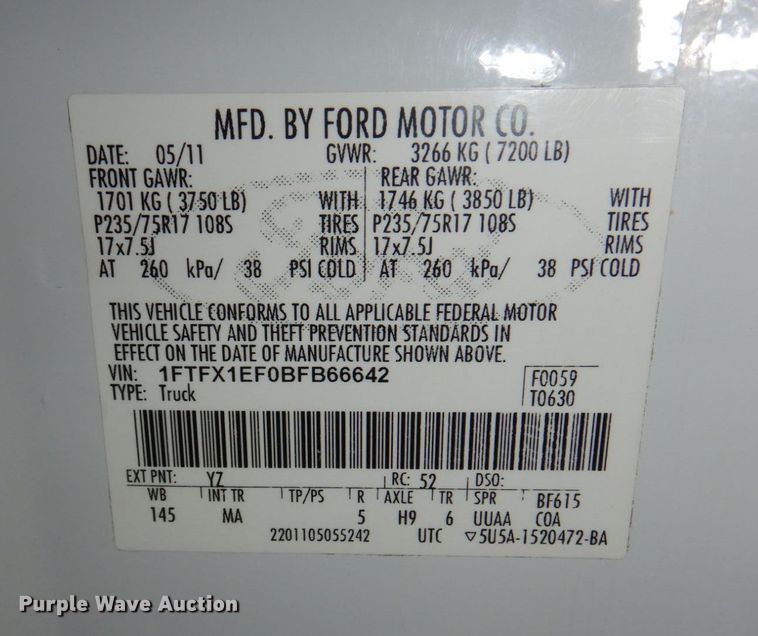 MFD. BY FORD MOTOR CO.
DATE: 05/11 GVWR: 3266 KG ( 7200 LB)
FRONT GAWR: REAR GAWR:
1701 KG ( 3750 LB) WITH 1746 KG ( 3850 LB) WITH
P235/75R17 108S TIRES P235/75R17 108S TIRES
17x7.5J RIMS 17x7.5J RIMS
AT 260 kPa/ 38 PSI COLD AT 260 kPa/ 38 PSI COLD
THIS VEHICLE CONFORMS TO ALL APPLICABLE FEDERAL MOTOR
VEHICLE SAFETY AND THEFT PREVENTION STANDARDS IN
EFFECT ON THE DATE OF MANUFACTURE SHOWN ABOVE.
VIN: 1FTFX1EF0BFB66642 F0059
TYPE: Truck T0630
EXT PNT: YZ RC: 52 DSO:
WB INT TR TP/PS R AXLE TR SPR BF615
145 MA 5 H9 6 UUAA COA
2201105055242 UTC ▽5U5A-1520472-BA
Purple Wave Auction